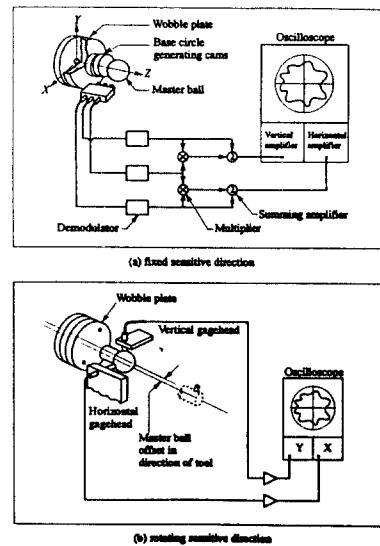 Y
Wobble plate
Base circle
generating cams
Z
Master ball
X
Oscilloscope
Vertical
amplifier
Horizontal
amplifier
Σ
Σ
Demodulator
Multiplier
Summing amplifier
(a) fixed sensitive direction
Wobble plate
Vertical gagehead
Horizontal
gagehead
Master ball
offset in
direction of tool
Oscilloscope
Y
X
(b) rotating sensitive direction